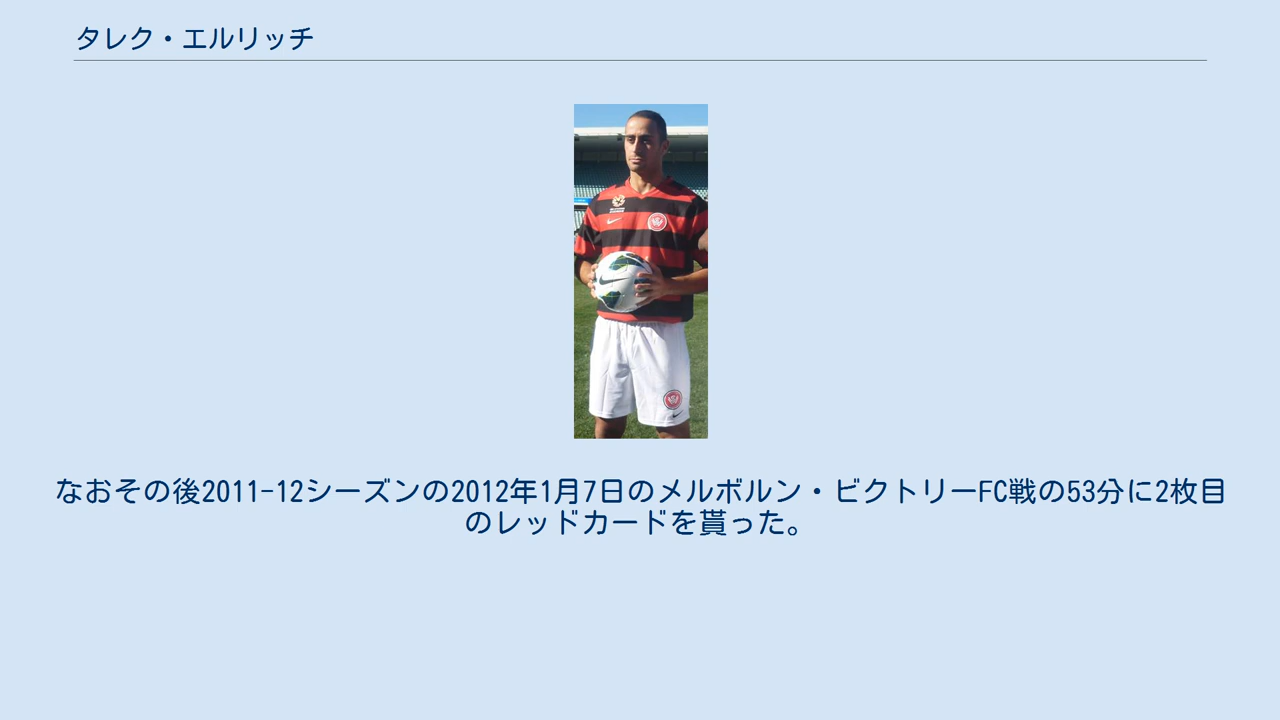 タレク・エルリッチ
なおその後2011-12シーズンの2012年1月7日のメルボルン・ビクトリーFC戦の53分に2枚目
のレッドカードを貰った。